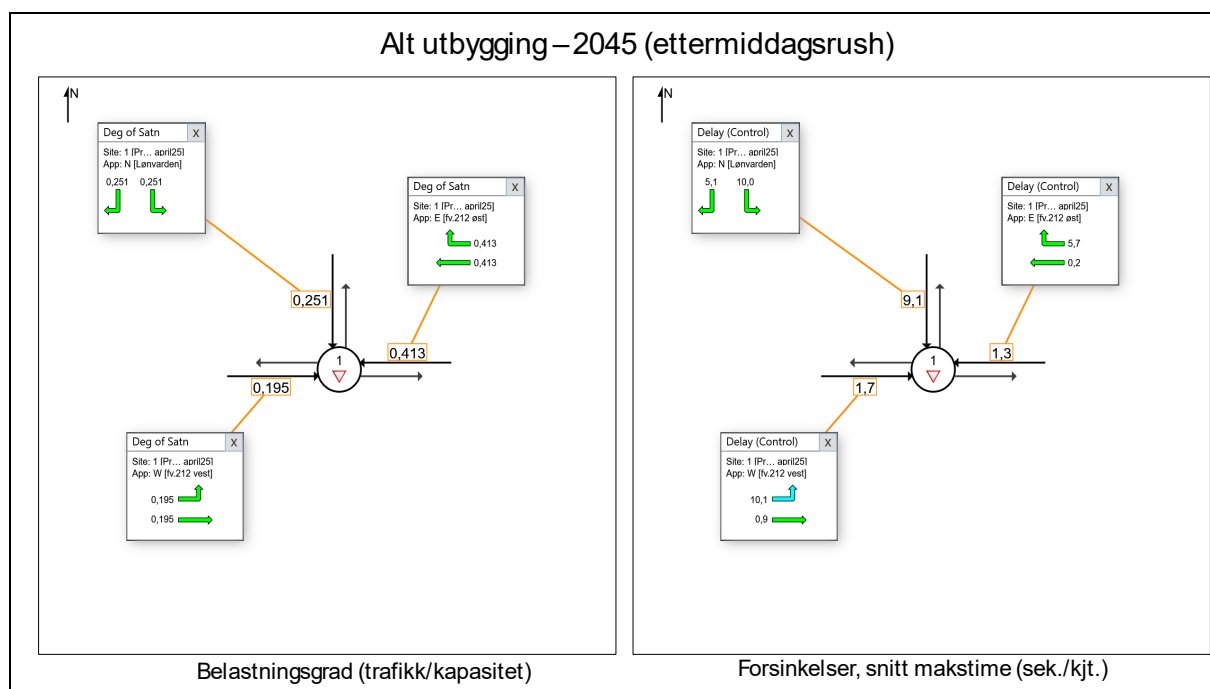 Alt utbygging – 2045 (ettermiddagsrush)
N
Deg of Satn X
Site: 1 [Pr... april25]
App: N [Lønvarden]
0,251 0,251
Deg of Satn X
Site: 1 [Pr... april25]
App: E [fv.212 øst]
0,413
0,413
0,251
1
0,413
0,195
Deg of Satn X
Site: 1 [Pr... april25]
App: W [fv.212 vest]
0,195
0,195
Belastningsgrad (trafikk/kapasitet)
N
Delay (Control) X
Site: 1 [Pr... april25]
App: N [Lønvarden]
5,1 10,0
Delay (Control) X
Site: 1 [Pr... april25]
App: E [fv.212 øst]
5,7
0,2
9,1
1
1,3
1,7
Delay (Control) X
Site: 1 [Pr... april25]
App: W [fv.212 vest]
10,1
0,9
Forsinkelser, snitt makstime (sek./kjt.)